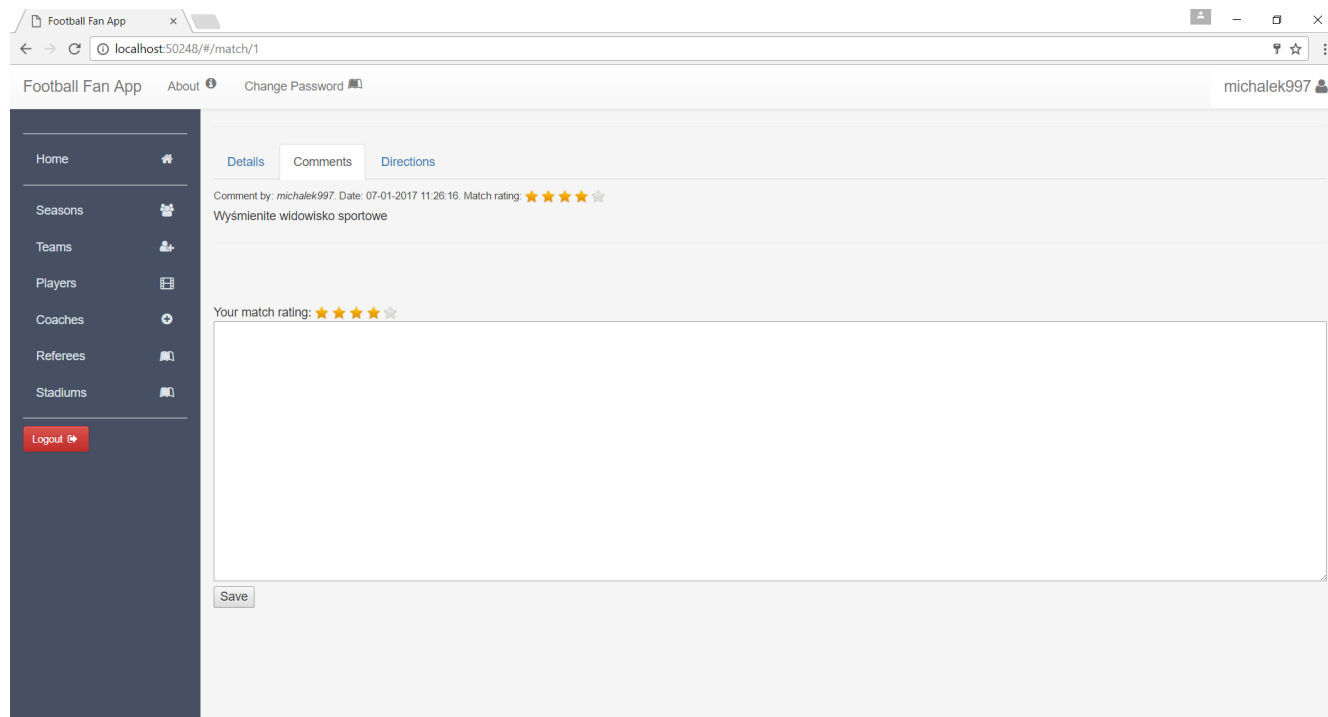 Football Fan App
localhost:50248/#/match/1
Football Fan App About Change Password michalek997
Home
Seasons
Teams
Players
Coaches
Referees
Stadiums
Logout
Details Comments Directions
Comment by: michalek997. Date: 07-01-2017 11:26:16. Match rating:
Wyśmienite widowisko sportowe
Your match rating:
Save